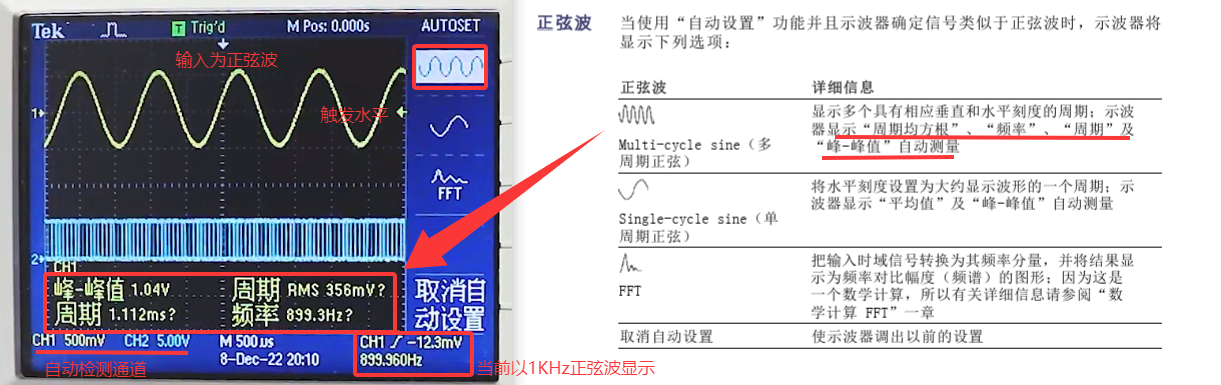 Tek
Trig'd
M Pos: 0.000s
AUTOSET
输入为正弦波
1
触发水平
FFT
2
CH1
峰-峰值 1.04V
周期 RMS 356mV?
周期 1.112ms?
频率 899.3Hz?
取消自
动设置
CH1 500mV
CH2 5.00V
M 500us
CH1 -12.3mV
自动检测通道
8-Dec-22 20:10
899.960Hz
当前以1KHz正弦波显示
正弦波
当使用“自动设置”功能并且示波器确定信号类似于正弦波时，示波器将
显示下列选项：
正弦波
详细信息
Multi-cycle sine（多
周期正弦）
显示多个具有相应垂直和水平刻度的周期；示波
器显示“周期均方根”、“频率”、“周期”及
“峰-峰值”自动测量
Single-cycle sine（单
周期正弦）
将水平刻度设置为大约显示波形的一个周期；示
波器显示“平均值”及“峰-峰值”自动测量
FFT
把输入时域信号转换为其频率分量，并将结果显
示为频率对比幅度（频谱）的图形；因为这是
一个数学计算，所以有关详细信息请参阅“数
学计算 FFT”一章
取消自动设置
使示波器调出以前的设置